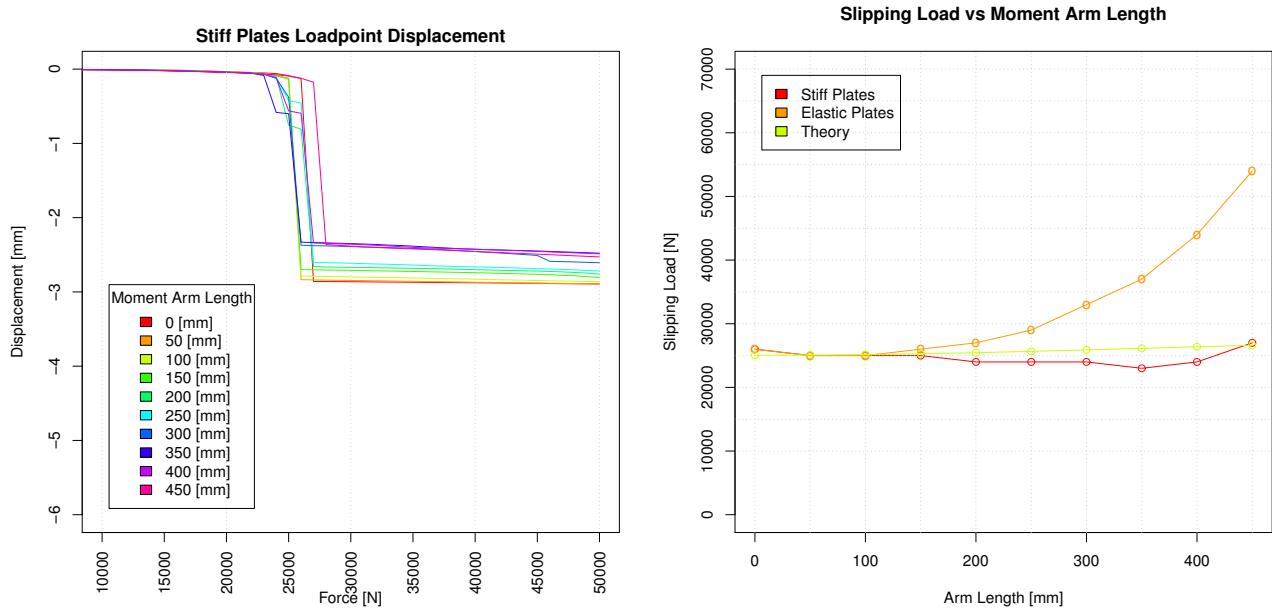 Stiff Plates Loadpoint Displacement
Displacement [mm]
0
−1
−2
−3
−4
−5
−6
Moment Arm Length
0 [mm]
50 [mm]
100 [mm]
150 [mm]
200 [mm]
250 [mm]
300 [mm]
350 [mm]
400 [mm]
450 [mm]
10000
15000
20000
25000
30000
35000
40000
45000
50000
Force [N]
Slipping Load vs Moment Arm Length
Slipping Load [N]
70000
60000
50000
40000
30000
20000
10000
0
Stiff Plates
Elastic Plates
Theory
0
100
200
300
400
Arm Length [mm]